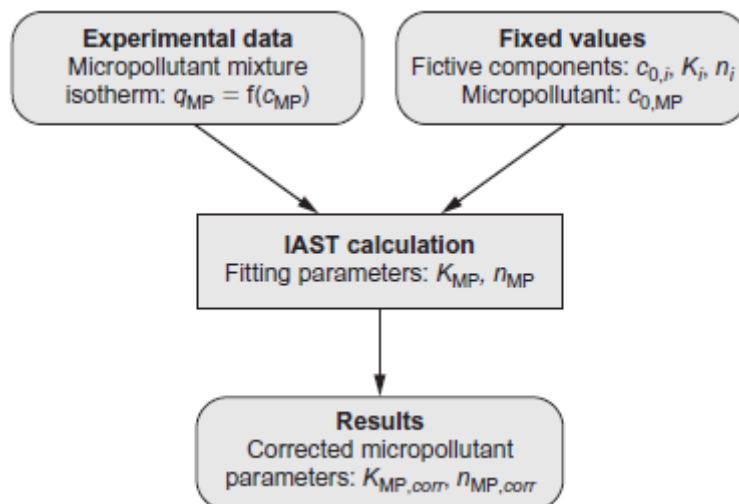 Experimental data
Micropollutant mixture
isotherm: q_MP = f(c_MP)
Fixed values
Fictive components: c_0,i, K_i, n_i
Micropollutant: c_0,MP
IAST calculation
Fitting parameters: K_MP, n_MP
Results
Corrected micropollutant
parameters: K_MP,corr, n_MP,corr